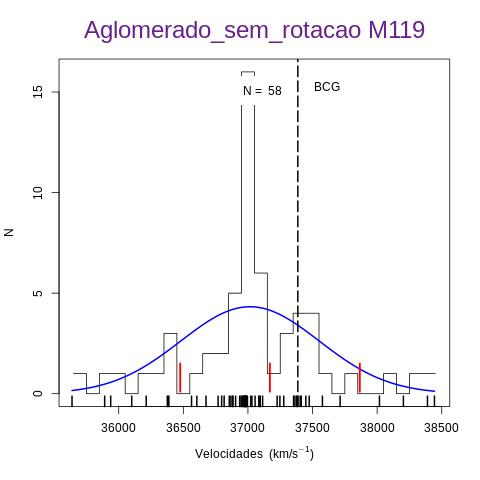 Aglomerado_sem_rotacao M119
N = 58
BCG
15
10
5
0
N
36000 36500 37000 37500 38000 38500
Velocidades (km/s⁻¹)